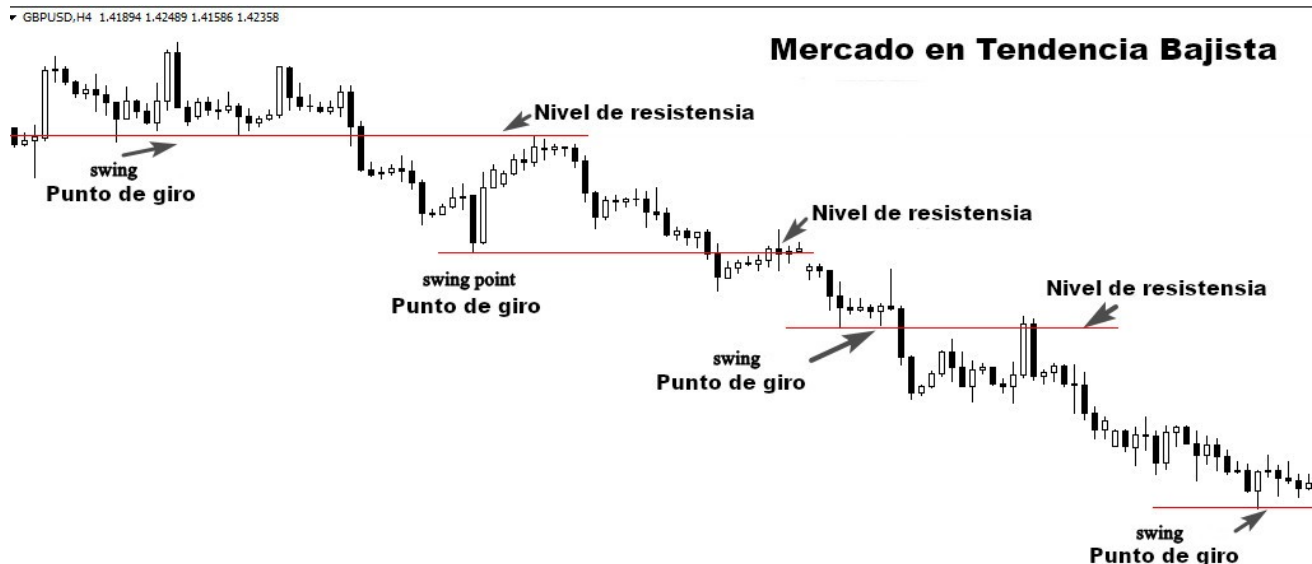 GBPUSD,H4 1.41894 1.42489 1.41586 1.42358
Mercado en Tendencia Bajista
Nivel de resistensia
swing
Punto de giro
Nivel de resistensia
swing point
Punto de giro
Nivel de resistensia
swing
Punto de giro
swing
Punto de giro